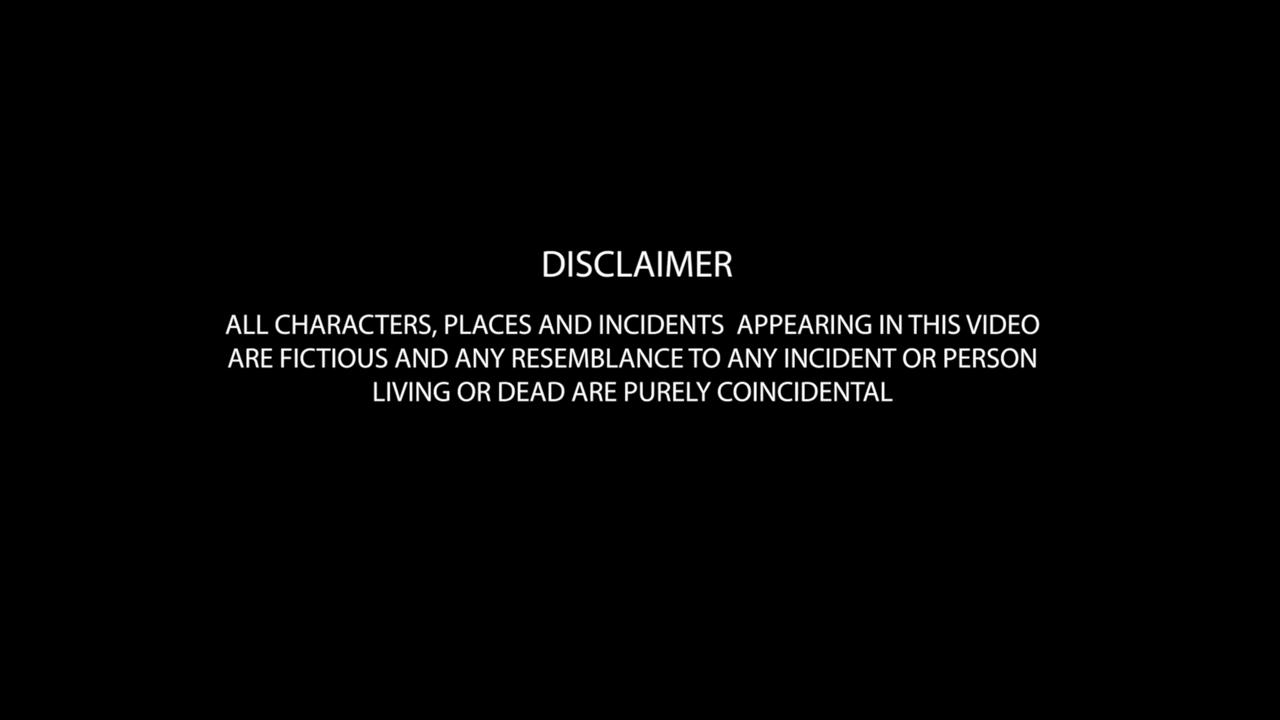 DISCLAIMER
ALL CHARACTERS, PLACES AND INCIDENTS  APPEARING IN THIS VIDEO
ARE FICTIOUS AND ANY RESEMBLANCE TO ANY INCIDENT OR PERSON
LIVING OR DEAD ARE PURELY COINCIDENTAL